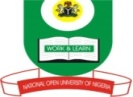 WORK & LEARN
NATIONAL OPEN UNIVERSITY OF NIGERIA